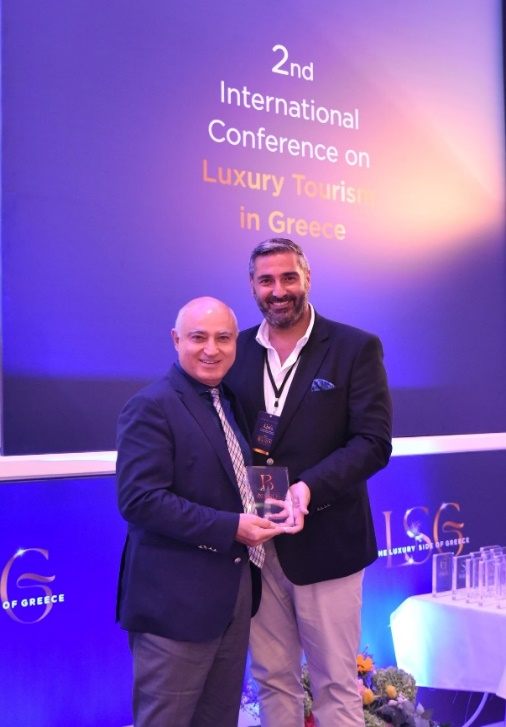 2nd
International
Conference on
Luxury Tourism
in Greece
G
OF GREECE
LSG
THE LUXURY SIDE OF GREECE